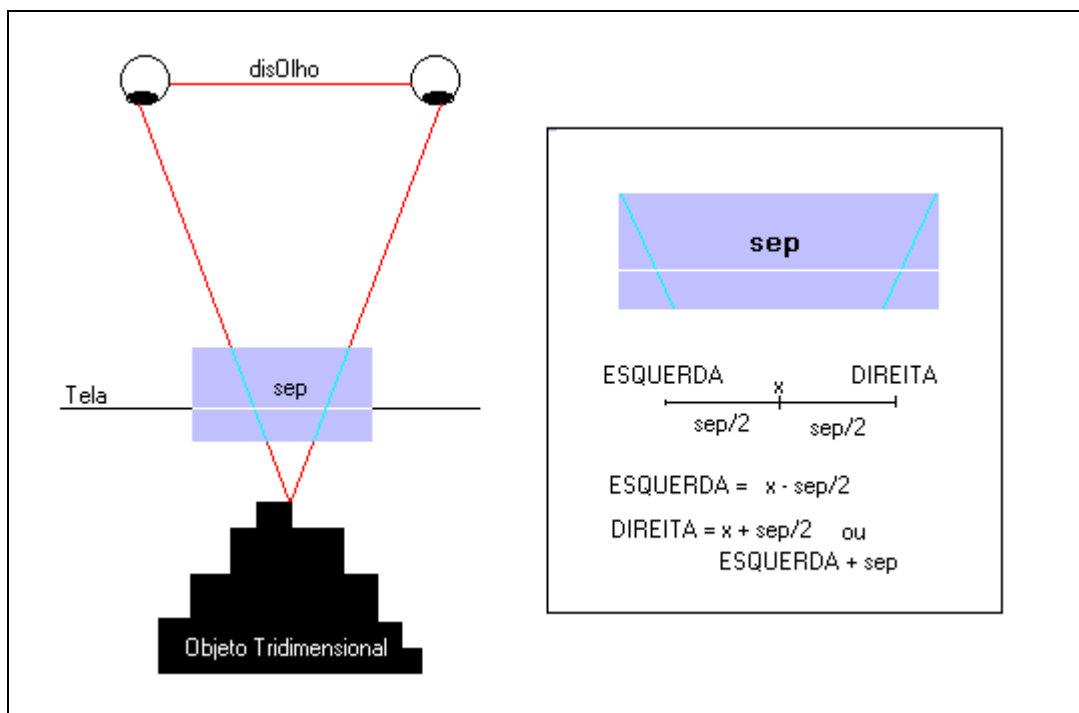 disOlho
Tela
sep
Objeto Tridimensional
sep
ESQUERDA x DIREITA
sep/2 sep/2
ESQUERDA = x - sep/2
DIREITA = x + sep/2 ou
ESQUERDA + sep